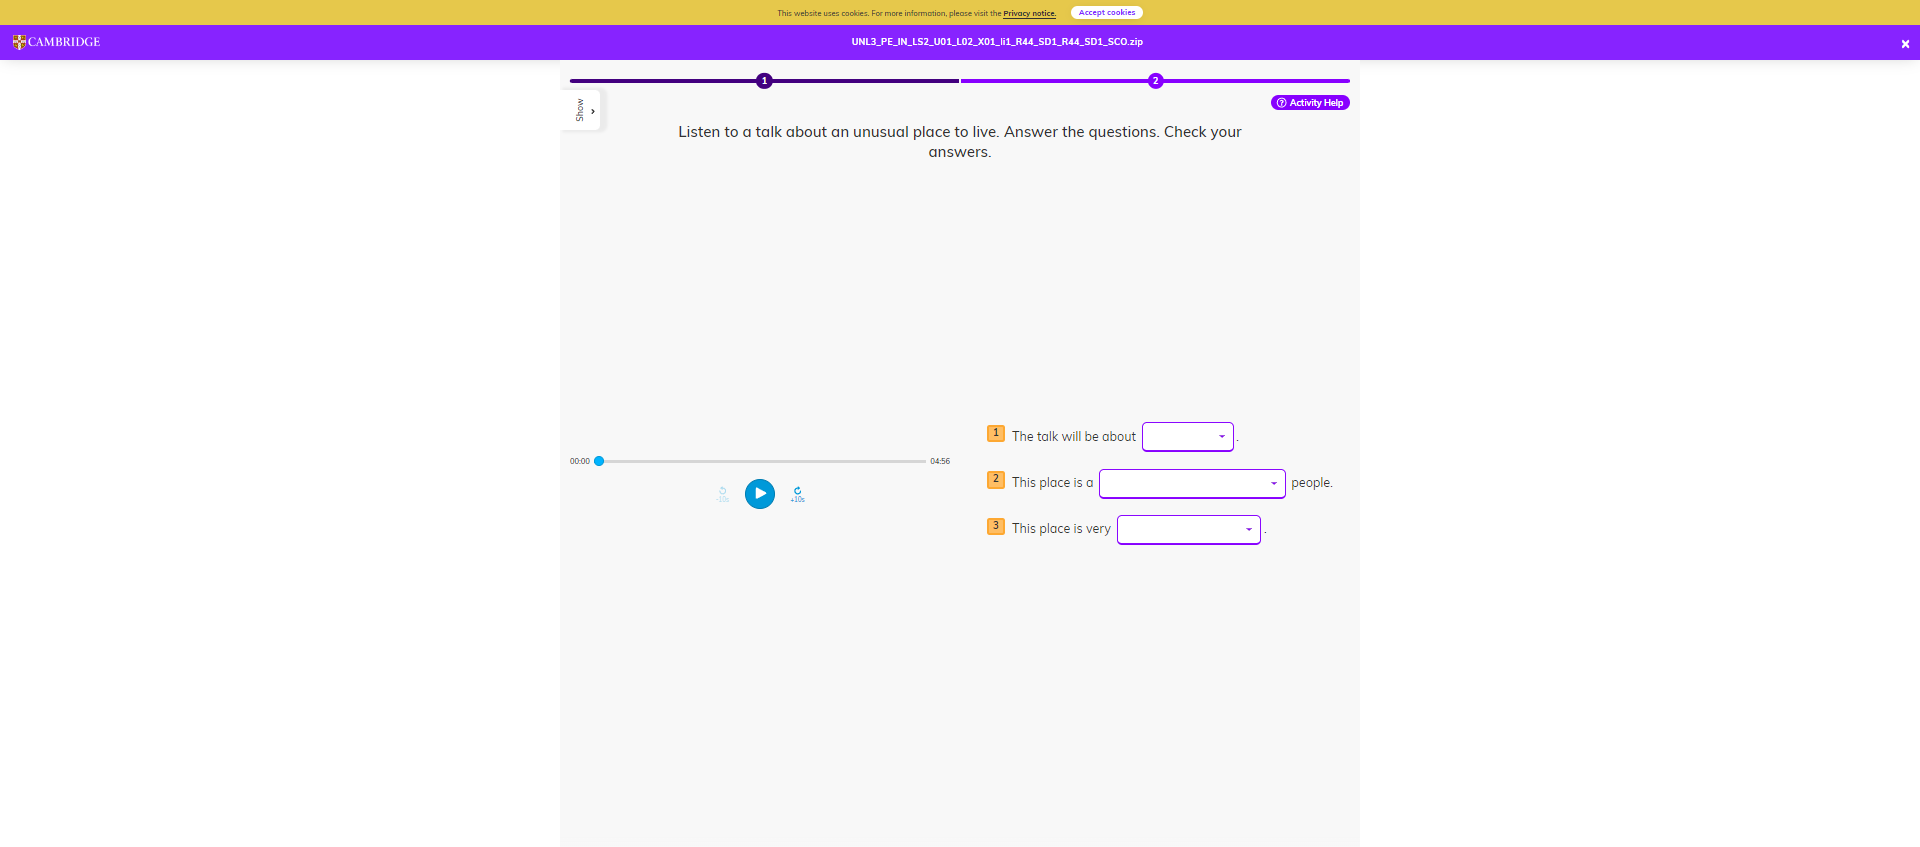 This website uses cookies. For more information, please visit the Privacy notice. Accept cookies
CAMBRIDGE
UNL3_PE_IN_LS2_U01_L02_X01_li1_R44_SD1_R44_SD1_SCO.zip
1 2
Show
Activity Help
Listen to a talk about an unusual place to live. Answer the questions. Check your
answers.
00:00 04:56
-10s +10s
1 The talk will be about .
2 This place is a people.
3 This place is very .